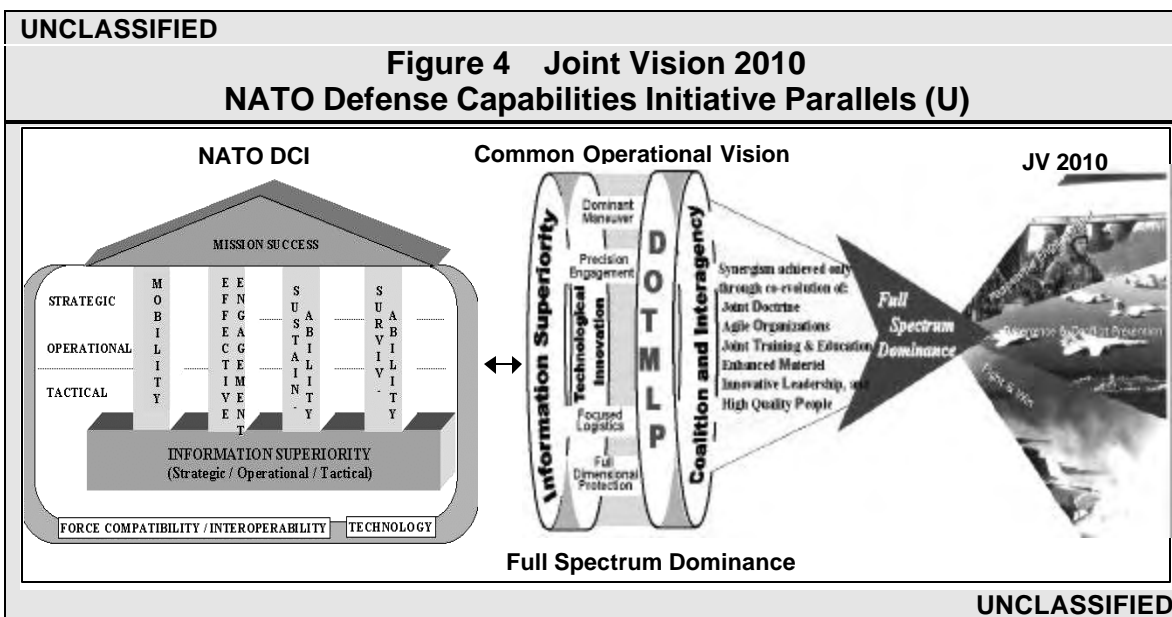 UNCLASSIFIED
Figure 4 Joint Vision 2010
NATO Defense Capabilities Initiative Parallels (U)
NATO DCI
MISSION SUCCESS
STRATEGIC
OPERATIONAL
TACTICAL
MOBILITY
EFFECTIVE
ENGAGEMENT
SUSTAIN-
ABILITY
SURVIV-
ABILITY
INFORMATION SUPERIORITY
(Strategic / Operational / Tactical)
FORCE COMPATIBILITY / INTEROPERABILITY
TECHNOLOGY
Common Operational Vision
Information Superiority
Dominant
Maneuver
Precision
Engagement
Technological
Innovation
Focused
Logistics
Full
Dimensional
Protection
DOTMLP
Coalition and Interagency
Synergism achieved only
through co-evolution of:
Joint Doctrine
Agile Organizations
Joint Training & Education
Enhanced Materiel
Innovative Leadership, and
High Quality People
Full
Spectrum
Dominance
JV 2010
& Conflict Prevention
Fight & Win
Full Spectrum Dominance
UNCLASSIFIED